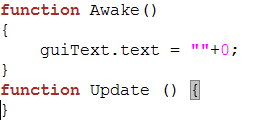 function Awake()
{
    guiText.text = ""+0;
}
function Update () {
}